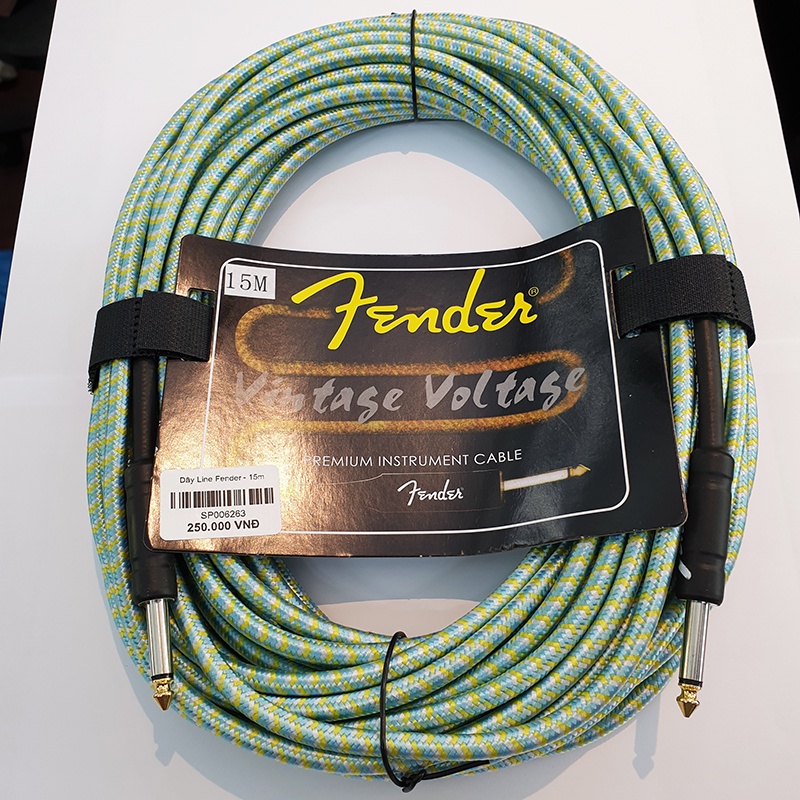 15M
Fender®
Vintage Voltage
PREMIUM INSTRUMENT CABLE
Fender
Dây Line Fender - 15m
SP006263
250.000 VNĐ